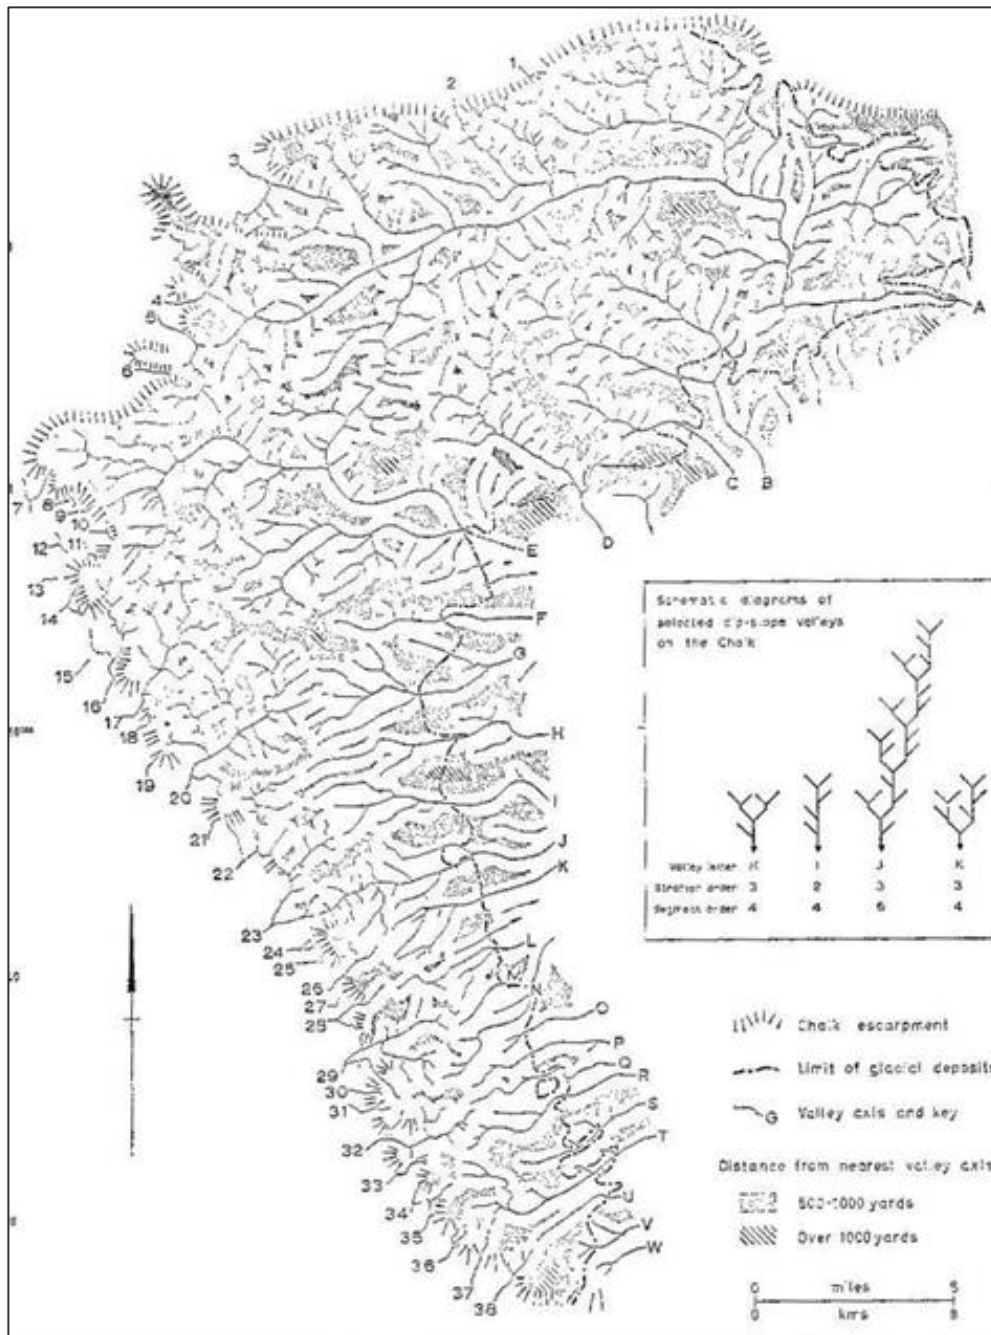 1
2
3
4
5
6
7
8
9
10
11
12
13
14
15
16
17
18
19
20
21
22
23
24
25
26
27
28
29
30
31
32
33
34
35
36
37
38
A
B
C
D
E
F
G
H
I
J
K
L
M
N
O
P
Q
R
S
T
U
V
W
Schematic diagrams of
selected dip-slope valleys
on the Chalk
Valley letter H I J K
Strahler order 3 2 3 3
Segment order 4 4 6 4
Chalk escarpment
Limit of glacial deposits
G Valley axis and key
Distance from nearest valley axis
500-1000 yards
Over 1000 yards
0 miles 5
0 kms 8